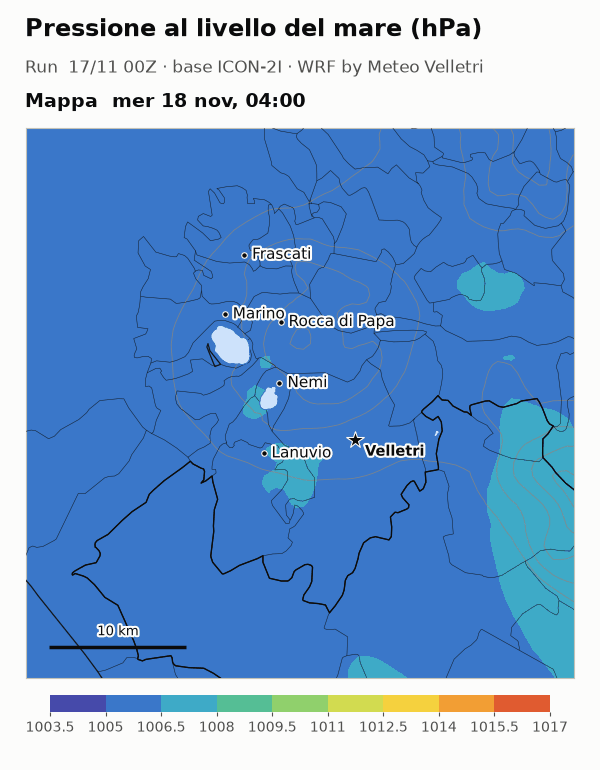 Pressione al livello del mare (hPa)
Run  17/11 00Z · base ICON-2I · WRF by Meteo Velletri
Mappa  mer 18 nov, 04:00
Frascati
Marino
Rocca di Papa
Nemi
Velletri
Lanuvio
10 km
1003.5 1005 1006.5 1008 1009.5 1011 1012.5 1014 1015.5 1017